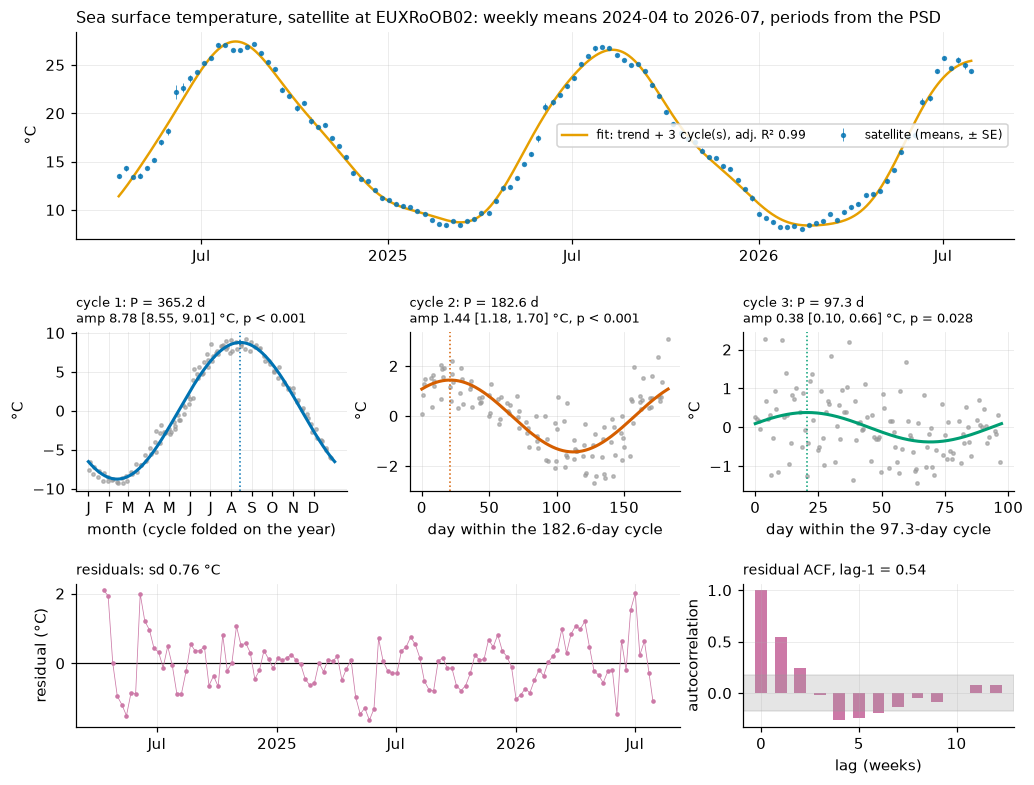 Sea surface temperature, satellite at EUXRoOB02: weekly means 2024-04 to 2026-07, periods from the PSD
25
20
15
10
°C
fit: trend + 3 cycle(s), adj. R² 0.99
satellite (means, ± SE)
Jul
2025
Jul
2026
Jul
cycle 1: P = 365.2 d
amp 8.78 [8.55, 9.01] °C, p < 0.001
10
5
0
−5
−10
°C
J F M A M J J A S O N D
month (cycle folded on the year)
cycle 2: P = 182.6 d
amp 1.44 [1.18, 1.70] °C, p < 0.001
2
0
−2
°C
0 50 100 150
day within the 182.6-day cycle
cycle 3: P = 97.3 d
amp 0.38 [0.10, 0.66] °C, p = 0.028
2
1
0
−1
°C
0 25 50 75 100
day within the 97.3-day cycle
residuals: sd 0.76 °C
2
0
residual (°C)
Jul
2025
Jul
2026
Jul
residual ACF, lag-1 = 0.54
1.0
0.5
0.0
autocorrelation
0 5 10
lag (weeks)